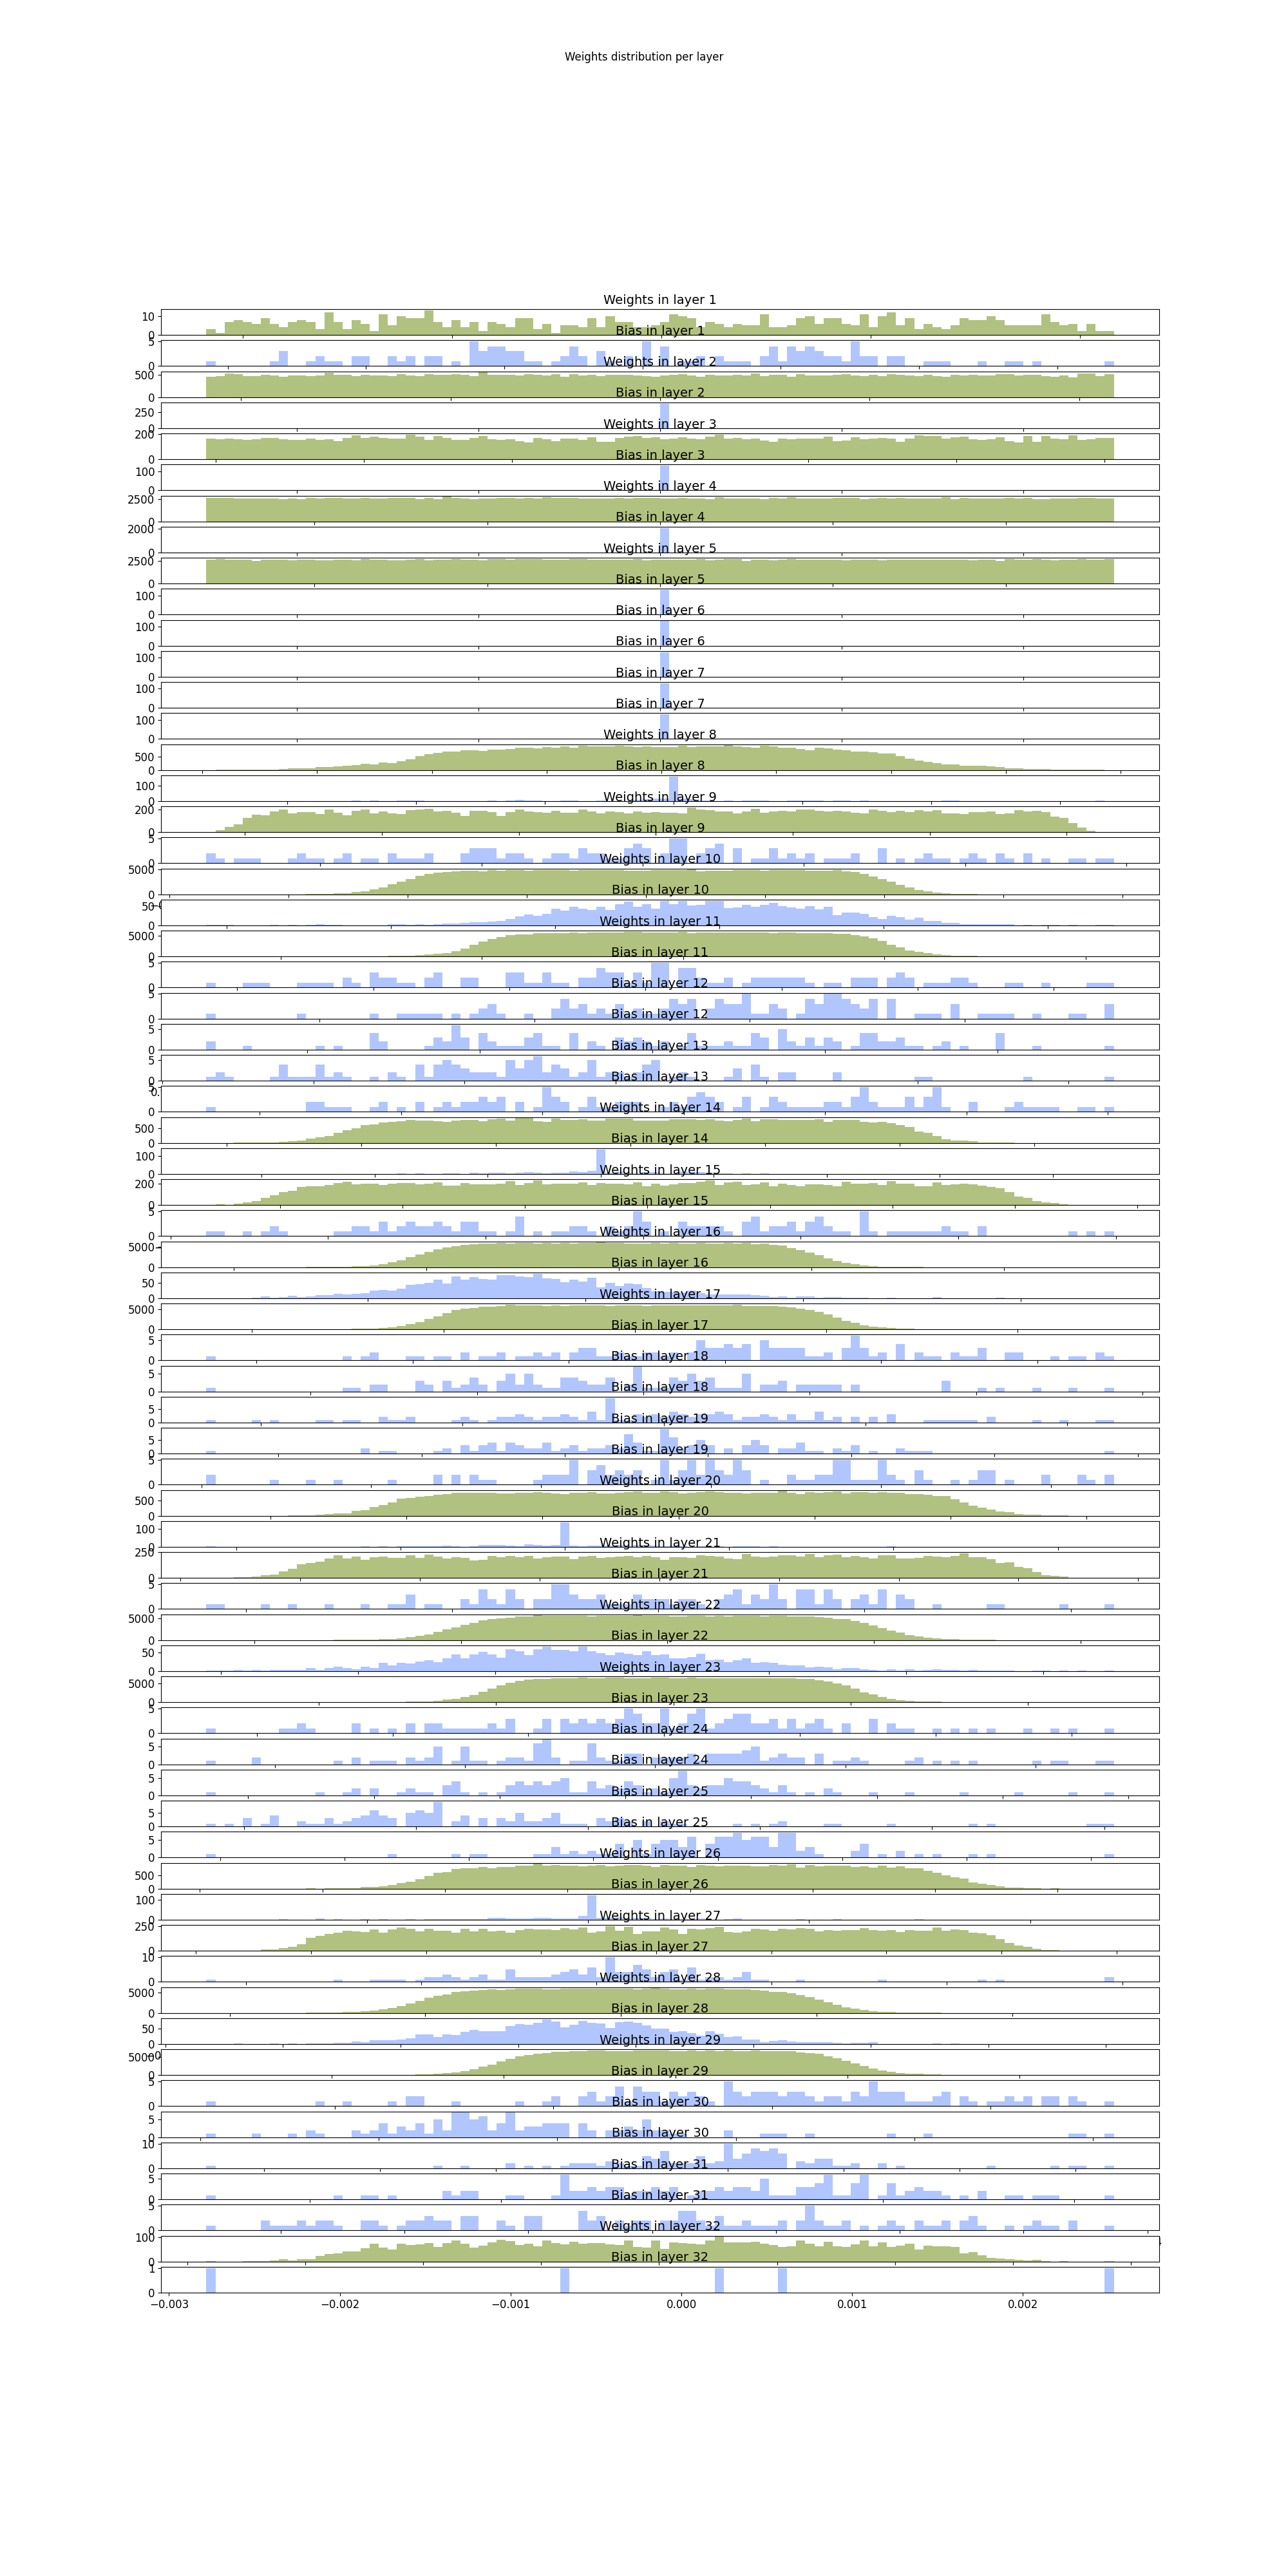 Weights distribution per layer
Weights in layer 1
10
0
Bias in layer 1
5
0
Weights in layer 2
500
0
Bias in layer 2
250
0
Weights in layer 3
200
0
Bias in layer 3
100
0
Weights in layer 4
2500
0
Bias in layer 4
2000
0
Weights in layer 5
2500
0
Bias in layer 5
100
0
Bias in layer 6
100
0
Bias in layer 6
100
0
Bias in layer 7
100
0
Bias in layer 7
100
0
Weights in layer 8
500
0
Bias in layer 8
100
0
Weights in layer 9
200
0
Bias in layer 9
5
0
Weights in layer 10
5000
0
Bias in layer 10
50
0
Weights in layer 11
5000
0
Bias in layer 11
5
0
Bias in layer 12
5
0
Bias in layer 12
5
0
Bias in layer 13
5
0
Bias in layer 13
5
0
Weights in layer 14
500
0
Bias in layer 14
100
0
Weights in layer 15
200
0
Bias in layer 15
5
0
Weights in layer 16
5000
0
Bias in layer 16
50
0
Weights in layer 17
5000
0
Bias in layer 17
5
0
Bias in layer 18
5
0
Bias in layer 18
5
0
Bias in layer 19
5
0
Bias in layer 19
5
0
Weights in layer 20
500
0
Bias in layer 20
100
0
Weights in layer 21
250
0
Bias in layer 21
5
0
Weights in layer 22
5000
0
Bias in layer 22
50
0
Weights in layer 23
5000
0
Bias in layer 23
5
0
Bias in layer 24
5
0
Bias in layer 24
5
0
Bias in layer 25
5
0
Bias in layer 25
5
0
Weights in layer 26
500
0
Bias in layer 26
100
0
Weights in layer 27
250
0
Bias in layer 27
10
0
Weights in layer 28
5000
0
Bias in layer 28
50
0
Weights in layer 29
5000
0
Bias in layer 29
5
0
Bias in layer 30
5
0
Bias in layer 30
10
0
Bias in layer 31
5
0
Bias in layer 31
5
0
Weights in layer 32
100
0
Bias in layer 32
1
0
−0.003 −0.002 −0.001 0.000 0.001 0.002